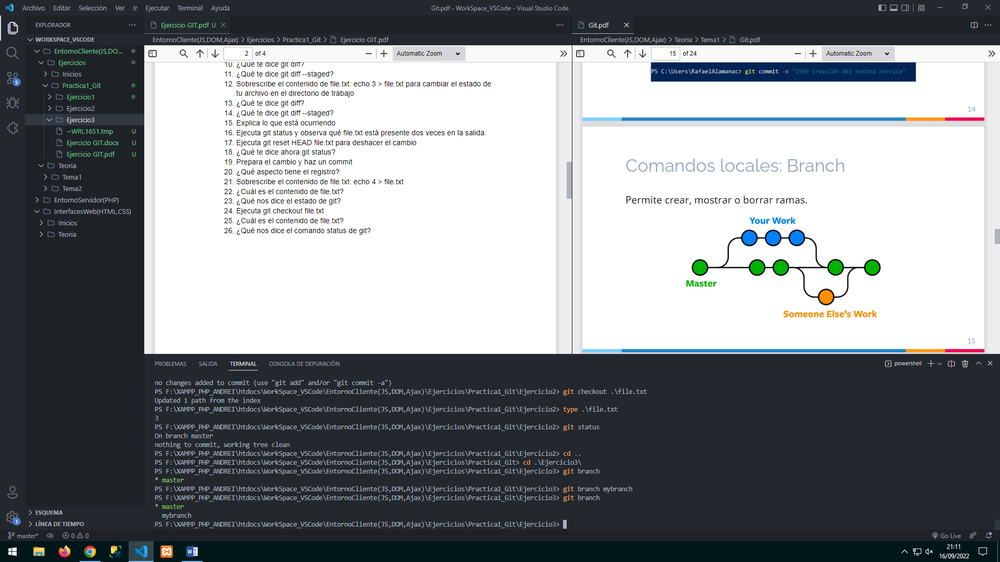 Archivo Editar Selección Ver Ir Ejecutar Terminal Ayuda
Git.pdf - WorkSpace_VSCode - Visual Studio Code
EXPLORADOR
WORKSPACE_VSCODE
EntornoCliente(JS,DO...
Ejercicios
Inicios
Practica1_Git
Ejercicio1
Ejercicio2
Ejercicio3
~WRL1651.tmp U
Ejercicio GIT.docx U
Ejercicio GIT.pdf U
Teoria
Tema1
Tema2
EntornoServidor(PHP)
InterfacesWeb(HTML,CSS)
Inicios
Teoria
ESQUEMA
LÍNEA DE TIEMPO
5
1
Ejercicio GIT.pdf U
EntornoCliente(JS,DOM,Ajax) > Ejercicios > Practica1_Git > Ejercicio GIT.pdf
2 of 4
Automatic Zoom
10. ¿Qué te dice git diff?
11. ¿Qué te dice git diff --staged?
12. Sobrescribe el contenido de file.txt: echo 3 > file.txt para cambiar el estado de
tu archivo en el directorio de trabajo
13. ¿Qué te dice git diff?
14. ¿Qué te dice git diff --staged?
15. Explica lo que está ocurriendo
16. Ejecuta git status y observa qué file.txt está presente dos veces en la salida.
17. Ejecuta git reset HEAD file.txt para deshacer el cambio
18. ¿Qué te dice ahora git status?
19. Prepara el cambio y haz un commit
20. ¿Qué aspecto tiene el registro?
21. Sobrescribe el contenido de file.txt: echo 4 > file.txt
22. ¿Cuál es el contenido de file.txt?
23. ¿Qué nos dice el estado de git?
24. Ejecuta git checkout file.txt
25. ¿Cuál es el contenido de file.txt?
26. ¿Qué nos dice el comando status de git?
Git.pdf
EntornoCliente(JS,DOM,Ajax) > Teoria > Tema1 > Git.pdf
15 of 24
Automatic Zoom
PS C:\Users\RafaelAlamanac> git commit -m "1556 Creación del hosted Service"
14
Comandos locales: Branch
Permite crear, mostrar o borrar ramas.
Your Work
Master
Someone Else's Work
15
PROBLEMAS SALIDA TERMINAL CONSOLA DE DEPURACIÓN
powershell
no changes added to commit (use "git add" and/or "git commit -a")
PS F:\XAMPP_PHP_ANDREI\htdocs\WorkSpace_VSCode\EntornoCliente(JS,DOM,Ajax)\Ejercicios\Practica1_Git\Ejercicio2> git checkout .\file.txt
Updated 1 path from the index
PS F:\XAMPP_PHP_ANDREI\htdocs\WorkSpace_VSCode\EntornoCliente(JS,DOM,Ajax)\Ejercicios\Practica1_Git\Ejercicio2> type .\file.txt
3
PS F:\XAMPP_PHP_ANDREI\htdocs\WorkSpace_VSCode\EntornoCliente(JS,DOM,Ajax)\Ejercicios\Practica1_Git\Ejercicio2> git status
On branch master
nothing to commit, working tree clean
PS F:\XAMPP_PHP_ANDREI\htdocs\WorkSpace_VSCode\EntornoCliente(JS,DOM,Ajax)\Ejercicios\Practica1_Git\Ejercicio2> cd ..
PS F:\XAMPP_PHP_ANDREI\htdocs\WorkSpace_VSCode\EntornoCliente(JS,DOM,Ajax)\Ejercicios\Practica1_Git> cd .\Ejercicio3\
PS F:\XAMPP_PHP_ANDREI\htdocs\WorkSpace_VSCode\EntornoCliente(JS,DOM,Ajax)\Ejercicios\Practica1_Git\Ejercicio3> git branch
* master
PS F:\XAMPP_PHP_ANDREI\htdocs\WorkSpace_VSCode\EntornoCliente(JS,DOM,Ajax)\Ejercicios\Practica1_Git\Ejercicio3> git branch mybranch
PS F:\XAMPP_PHP_ANDREI\htdocs\WorkSpace_VSCode\EntornoCliente(JS,DOM,Ajax)\Ejercicios\Practica1_Git\Ejercicio3> git branch
* master
mybranch
PS F:\XAMPP_PHP_ANDREI\htdocs\WorkSpace_VSCode\EntornoCliente(JS,DOM,Ajax)\Ejercicios\Practica1_Git\Ejercicio3>
master* 0 0
Go Live
21:11
16/09/2022